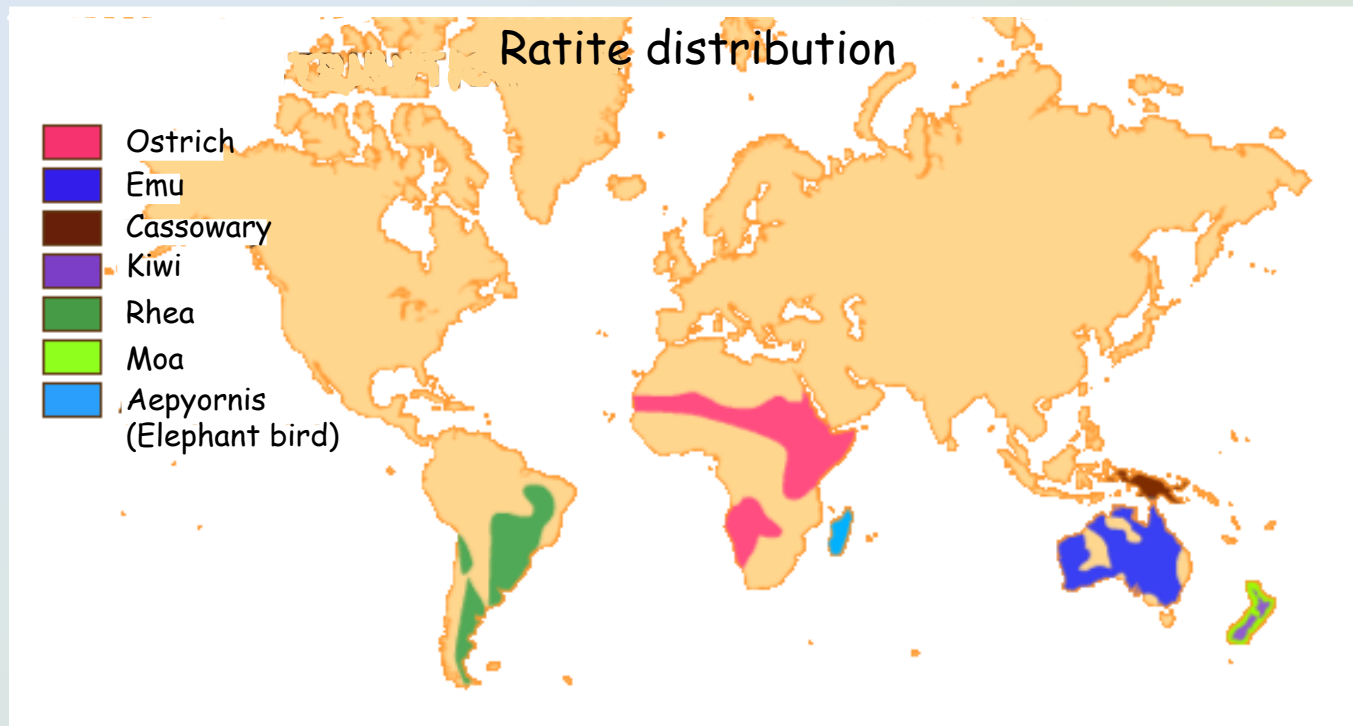 Ratite distribution
Ostrich
Emu
Cassowary
Kiwi
Rhea
Moa
Aepyornis
(Elephant bird)